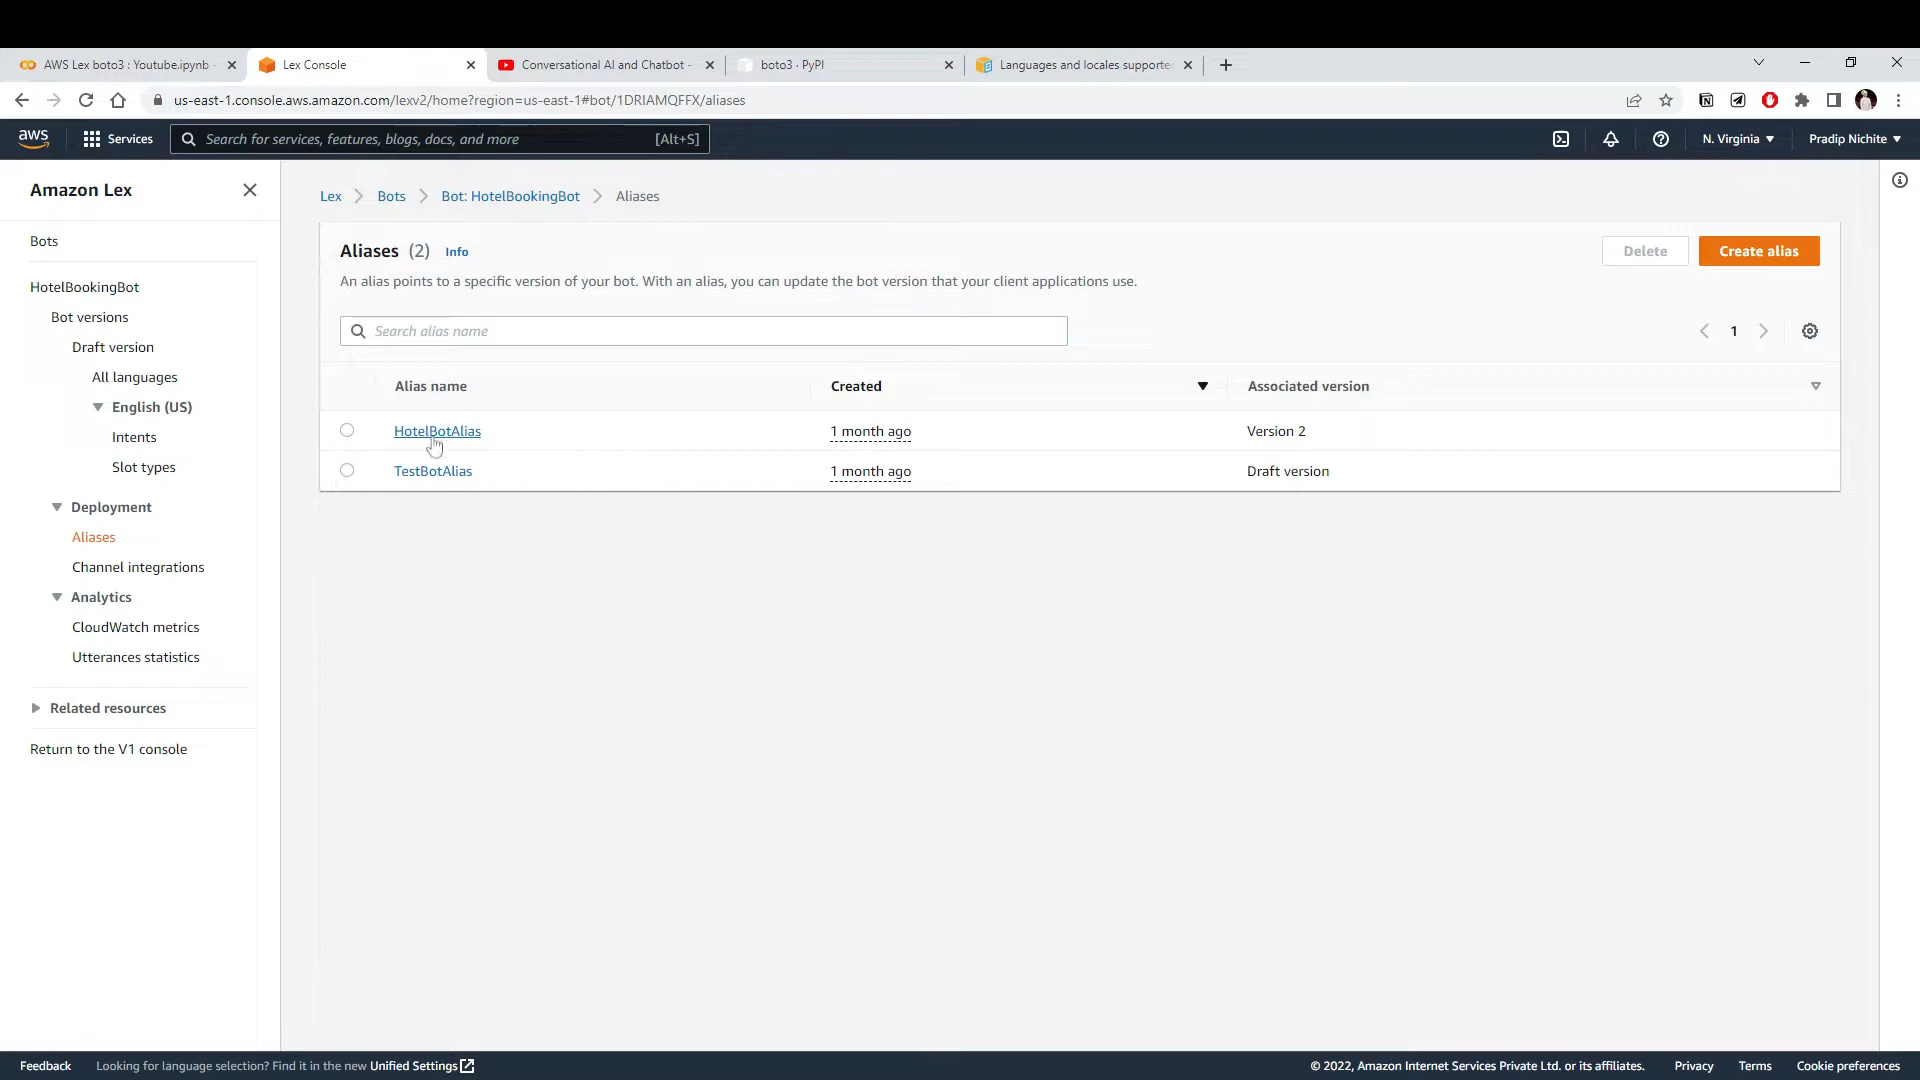 AWS Lex boto3 : Youtube.ipynb
Lex Console
Conversational AI and Chatbot -
boto3 · PyPI
Languages and locales supporte
us-east-1.console.aws.amazon.com/lexv2/home?region=us-east-1#bot/1DRIAMQFFX/aliases
aws
Services
Search for services, features, blogs, docs, and more
[Alt+S]
N. Virginia
Pradip Nichite
Amazon Lex
Bots
HotelBookingBot
Bot versions
Draft version
All languages
English (US)
Intents
Slot types
Deployment
Aliases
Channel integrations
Analytics
CloudWatch metrics
Utterances statistics
Related resources
Return to the V1 console
Lex
Bots
Bot: HotelBookingBot
Aliases
Aliases (2) Info
Delete
Create alias
An alias points to a specific version of your bot. With an alias, you can update the bot version that your client applications use.
Search alias name
1
Alias name
Created
Associated version
HotelBotAlias
1 month ago
Version 2
TestBotAlias
1 month ago
Draft version
Feedback
Looking for language selection? Find it in the new Unified Settings
© 2022, Amazon Internet Services Private Ltd. or its affiliates.
Privacy
Terms
Cookie preferences